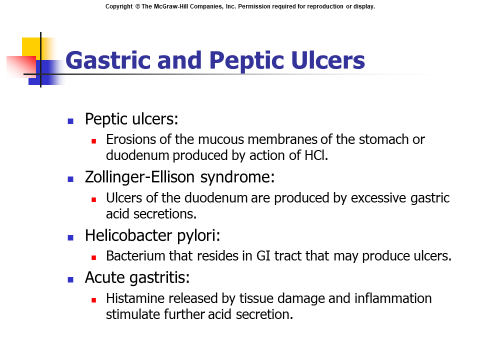 Copyright © The McGraw-Hill Companies, Inc. Permission required for reproduction or display.
Gastric and Peptic Ulcers
Peptic ulcers:
Erosions of the mucous membranes of the stomach or
duodenum produced by action of HCl.
Zollinger-Ellison syndrome:
Ulcers of the duodenum are produced by excessive gastric
acid secretions.
Helicobacter pylori:
Bacterium that resides in GI tract that may produce ulcers.
Acute gastritis:
Histamine released by tissue damage and inflammation
stimulate further acid secretion.